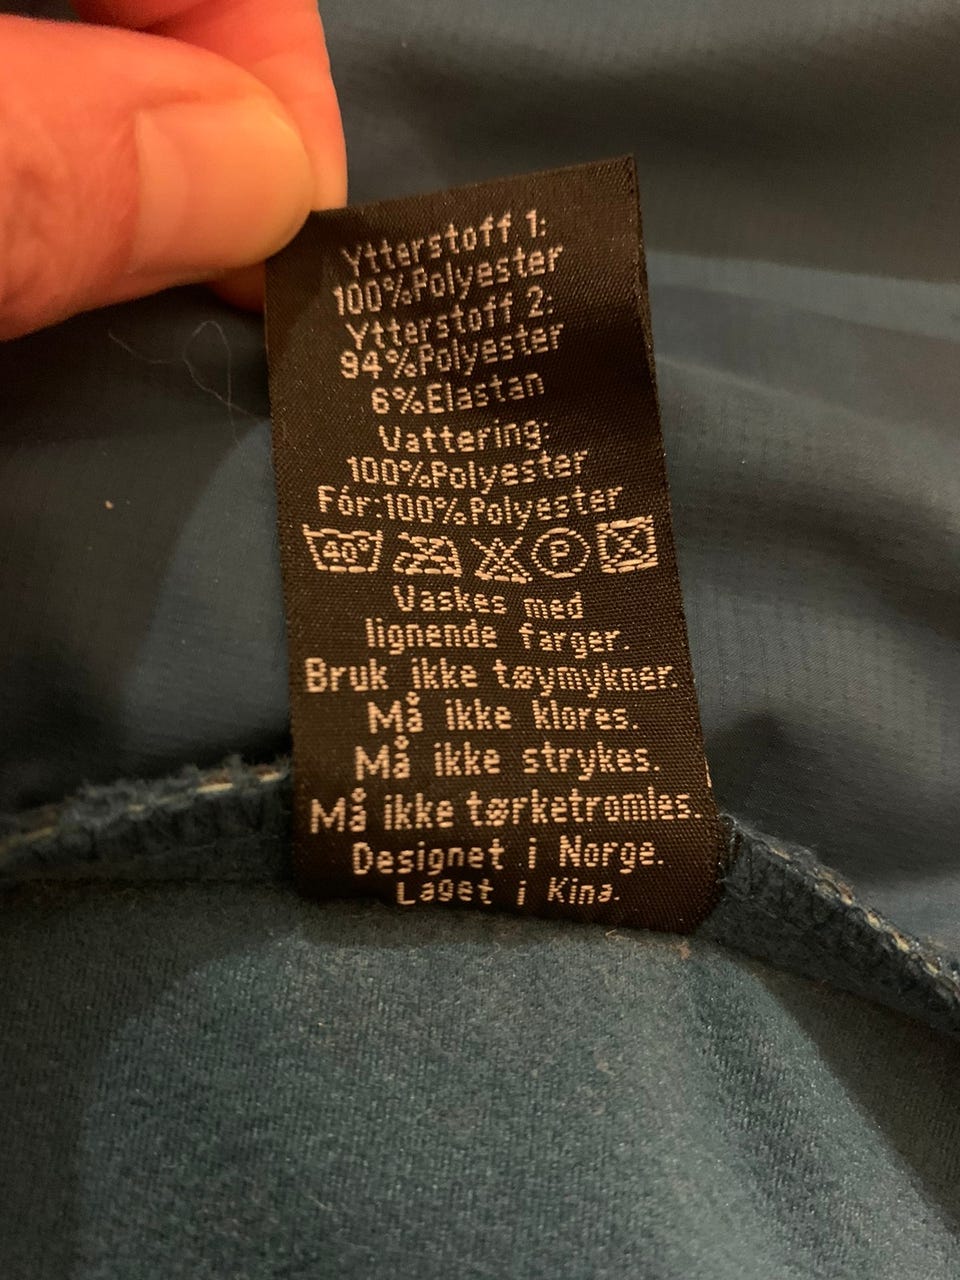 Ytterstoff 1:
100%Polyester
Ytterstoff 2:
94%Polyester
6%Elastan
Vattering:
100%Polyester
Fór:100%Polyester
40°
P
Vaskes med
lignende farger.
Bruk ikke tøymykner.
Må ikke klores.
Må ikke strykes.
Må ikke tørketromles.
Designet i Norge.
Laget i Kina.